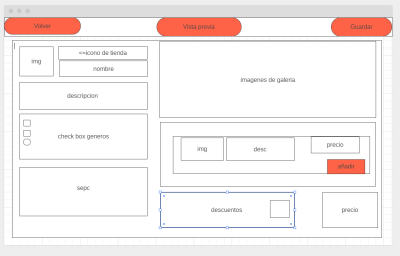 Volver
Vista previa
Guardar
img
<<icono de tienda
nombre
imagenes de galeria
descripcion
check box generos
img
desc
precio
añadir
sepc
descuentos
precio